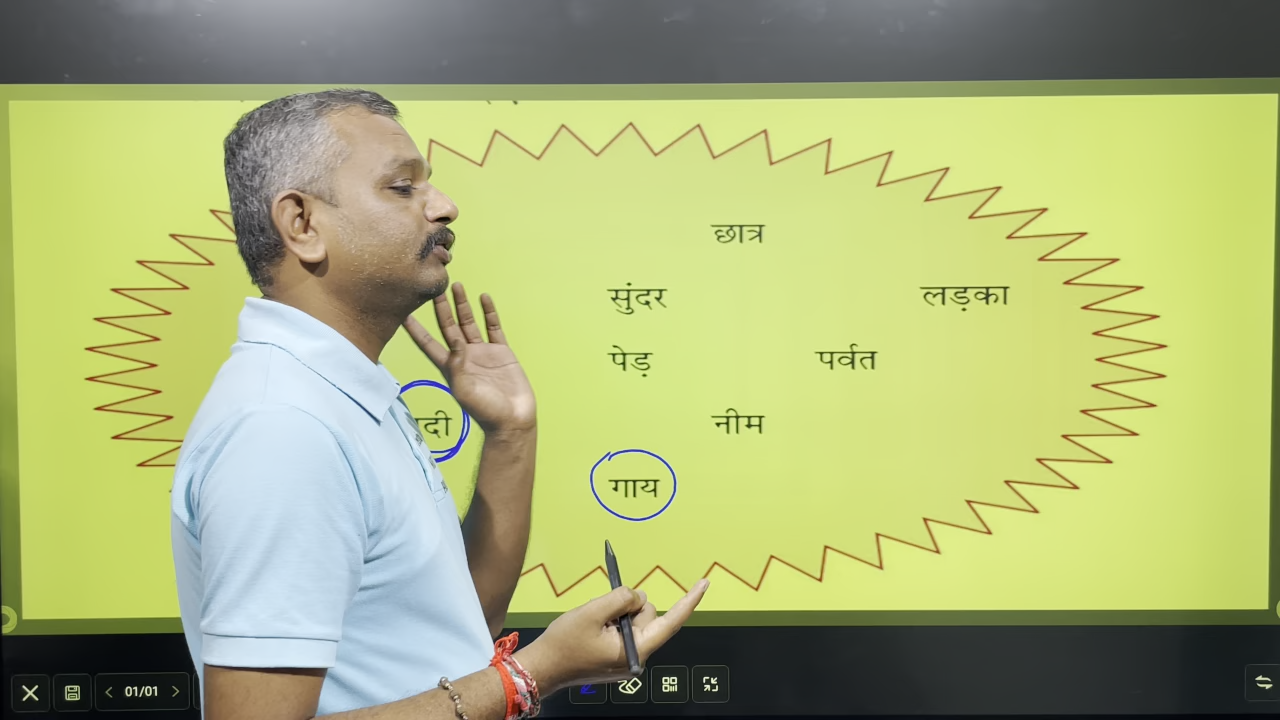 छात्र
सुंदर
लड़का
पेड़
पर्वत
नीम
गाय
01/01